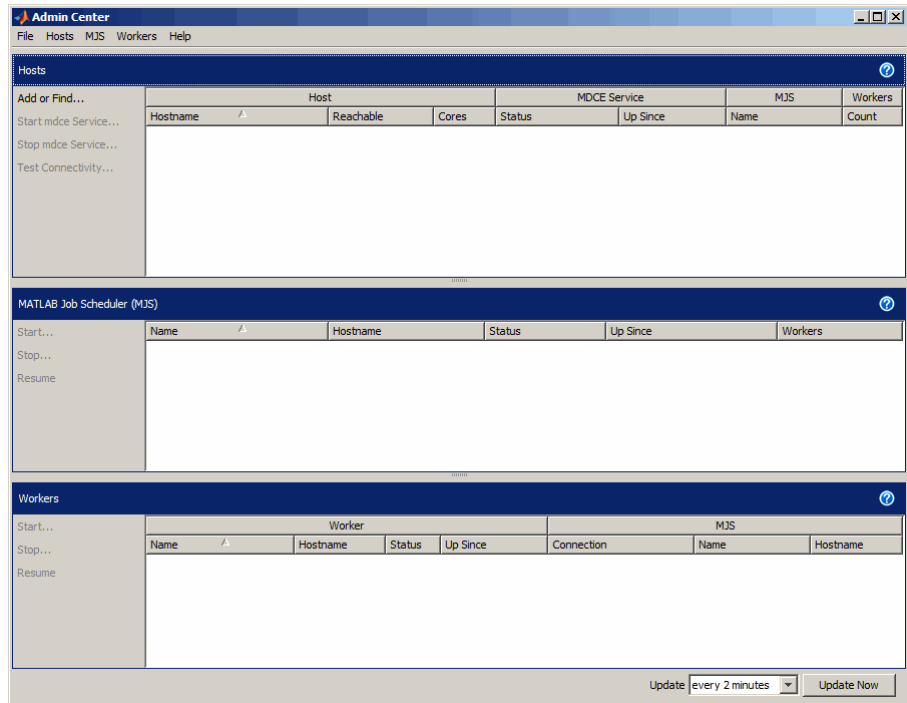 Admin Center
File Hosts MJS Workers Help
Hosts
Add or Find...
Start mdce Service...
Stop mdce Service...
Test Connectivity...
Host MDCE Service MJS Workers
Hostname Reachable Cores Status Up Since Name Count
MATLAB Job Scheduler (MJS)
Start...
Stop...
Resume
Name Hostname Status Up Since Workers
Workers
Start...
Stop...
Resume
Worker MJS
Name Hostname Status Up Since Connection Name Hostname
Update every 2 minutes Update Now